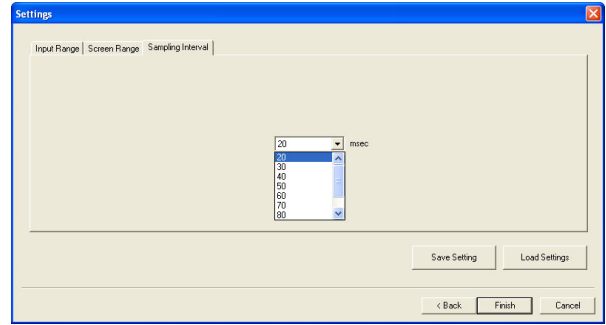 Settings
Input Range Screen Range Sampling Interval
20 msec
20
30
40
50
60
70
80
Save Setting Load Settings
< Back Finish Cancel